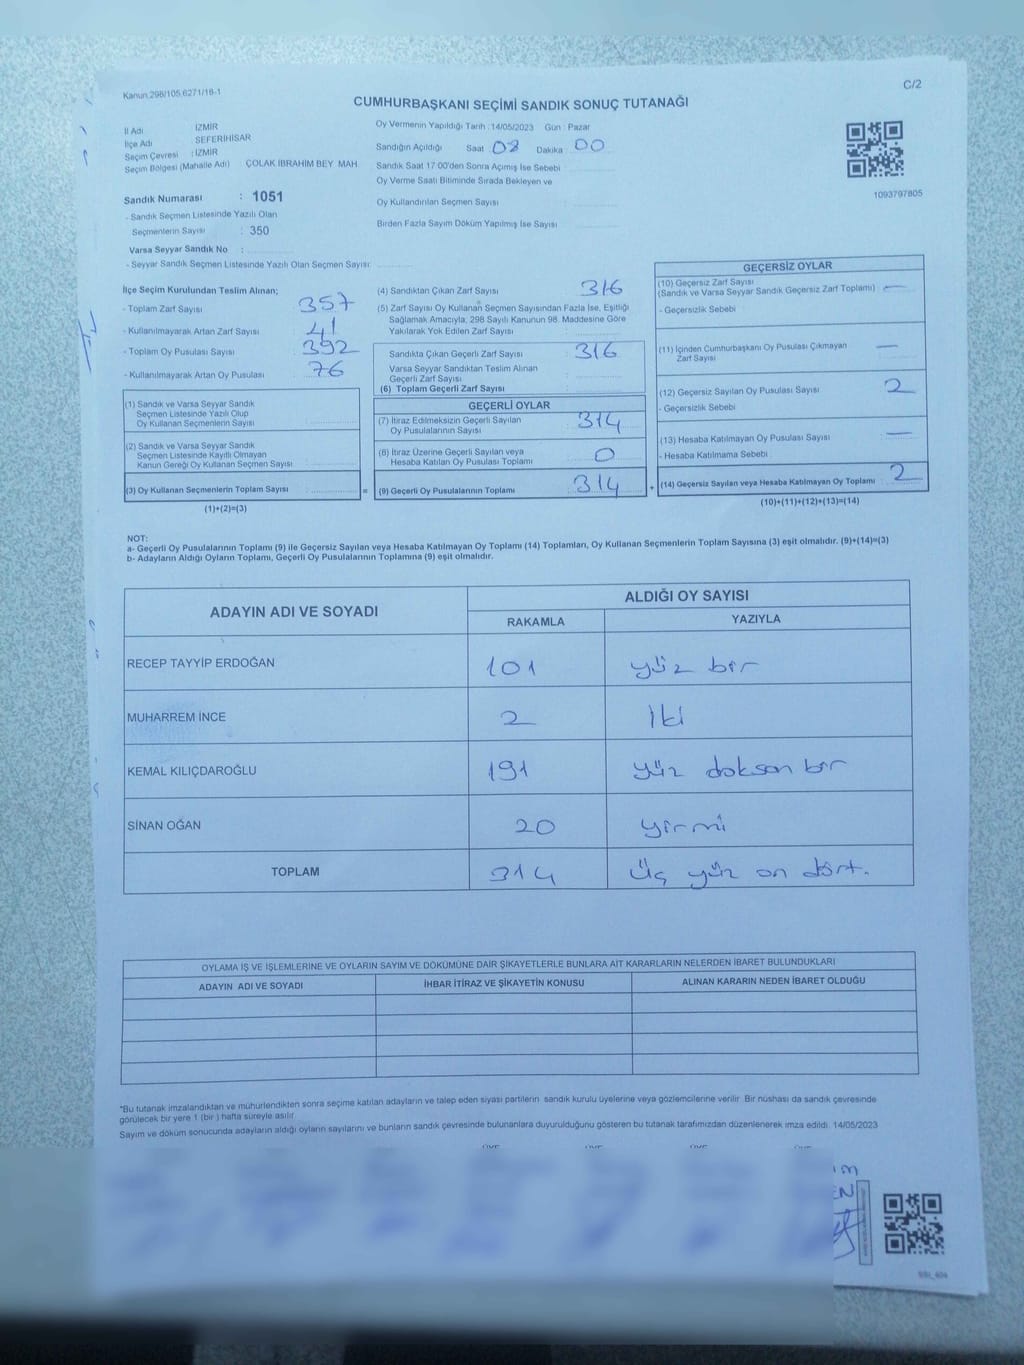 Kanun.298/105,6271/16-1
C/2
CUMHURBAŞKANI SEÇİMİ SANDIK SONUÇ TUTANAĞI
İl Adı İZMİR
İlçe Adı SEFERİHİSAR
Seçim Çevresi : İZMİR
Seçim Bölgesi (Mahalle Adı) ÇOLAK İBRAHİM BEY MAH.
Sandık Numarası : 1051
- Sandık Seçmen Listesinde Yazılı Olan
Seçmenlerin Sayısı : 350
Varsa Seyyar Sandık No :
- Seyyar Sandık Seçmen Listesinde Yazılı Olan Seçmen Sayısı:
Oy Vermenin Yapıldığı Tarih : 14/05/2023 Gün : Pazar
Sandığın Açıldığı Saat : 08 Dakika : 00
Sandık Saat 17:00'den Sonra Açımış İse Sebebi
Oy Verme Saati Bitiminde Sırada Bekleyen ve
Oy Kullandırılan Seçmen Sayısı
Birden Fazla Sayım Döküm Yapılmış İse Sayısı
1093797805
İlçe Seçim Kurulundan Teslim Alınan;
- Toplam Zarf Sayısı 357
- Kullanılmayarak Artan Zarf Sayısı 41
- Toplam Oy Pusulası Sayısı 392
- Kullanılmayarak Artan Oy Pusulası 76
(1) Sandık ve Varsa Seyyar Sandık
Seçmen Listesinde Yazılı Olup
Oy Kullanan Seçmenlerin Sayısı
(2) Sandık ve Varsa Seyyar Sandık
Seçmen Listesinde Kayıtlı Olmayan
Kanun Gereği Oy Kullanan Seçmen Sayısı
(3) Oy Kullanan Seçmenlerin Toplam Sayısı
(1)+(2)=(3)
=
(4) Sandıktan Çıkan Zarf Sayısı 316
(5) Zarf Sayısı Oy Kullanan Seçmen Sayısından Fazla İse, Eşitliği
Sağlamak Amacıyla, 298 Sayılı Kanunun 98. Maddesine Göre
Yakılarak Yok Edilen Zarf Sayısı
Sandıkta Çıkan Geçerli Zarf Sayısı 316
Varsa Seyyar Sandıktan Teslim Alınan
Geçerli Zarf Sayısı
(6) Toplam Geçerli Zarf Sayısı
GEÇERLİ OYLAR
(7) İtiraz Edilmeksizin Geçerli Sayılan 314
Oy Pusulalarının Sayısı
(8) İtiraz Üzerine Geçerli Sayılan veya 0
Hesaba Katılan Oy Pusulası Toplamı
(9) Geçerli Oy Pusulalarının Toplamı 314
+
GEÇERSİZ OYLAR
(10) Geçersiz Zarf Sayısı
(Sandık ve Varsa Seyyar Sandık Geçersiz Zarf Toplamı) —
- Geçersizlik Sebebi
(11) İçinden Cumhurbaşkanı Oy Pusulası Çıkmayan —
Zarf Sayısı
(12) Geçersiz Sayılan Oy Pusulası Sayısı 2
- Geçersizlik Sebebi
(13) Hesaba Katılmayan Oy Pusulası Sayısı —
- Hesaba Katılmama Sebebi
(14) Geçersiz Sayılan veya Hesaba Katılmayan Oy Toplamı 2
(10)+(11)+(12)+(13)=(14)
NOT:
a- Geçerli Oy Pusulalarının Toplamı (9) ile Geçersiz Sayılan veya Hesaba Katılmayan Oy Toplamı (14) Toplamları, Oy Kullanan Seçmenlerin Toplam Sayısına (3) eşit olmalıdır. (9)+(14)=(3)
b- Adayların Aldığı Oyların Toplamı, Geçerli Oy Pusulalarının Toplamına (9) eşit olmalıdır.
ADAYIN ADI VE SOYADI
ALDIĞI OY SAYISI
RAKAMLA YAZIYLA
RECEP TAYYİP ERDOĞAN 101 yüz bir
MUHARREM İNCE 2 iki
KEMAL KILIÇDAROĞLU 191 yüz doksan bir
SİNAN OĞAN 20 yirmi
TOPLAM 314 Üç yüz on dört.
OYLAMA İŞ VE İŞLEMLERİNE VE OYLARIN SAYIM VE DÖKÜMÜNE DAİR ŞİKAYETLERLE BUNLARA AİT KARARLARIN NELERDEN İBARET BULUNDUKLARI
ADAYIN ADI VE SOYADI İHBAR İTİRAZ VE ŞİKAYETİN KONUSU ALINAN KARARIN NEDEN İBARET OLDUĞU
*Bu tutanak imzalandıktan ve mühürlendikten sonra seçime katılan adayların ve talep eden siyasi partilerin sandık kurulu üyelerine veya gözlemcilerine verilir. Bir nüshası da sandık çevresinde
görülecek bir yere 1 (bir ) hafta süreyle asılır.
Sayım ve döküm sonucunda adayların aldığı oyların sayılarını ve bunların sandık çevresinde bulunanlara duyurulduğunu gösteren bu tutanak tarafımızdan düzenlenerek imza edildi. 14/05/2023